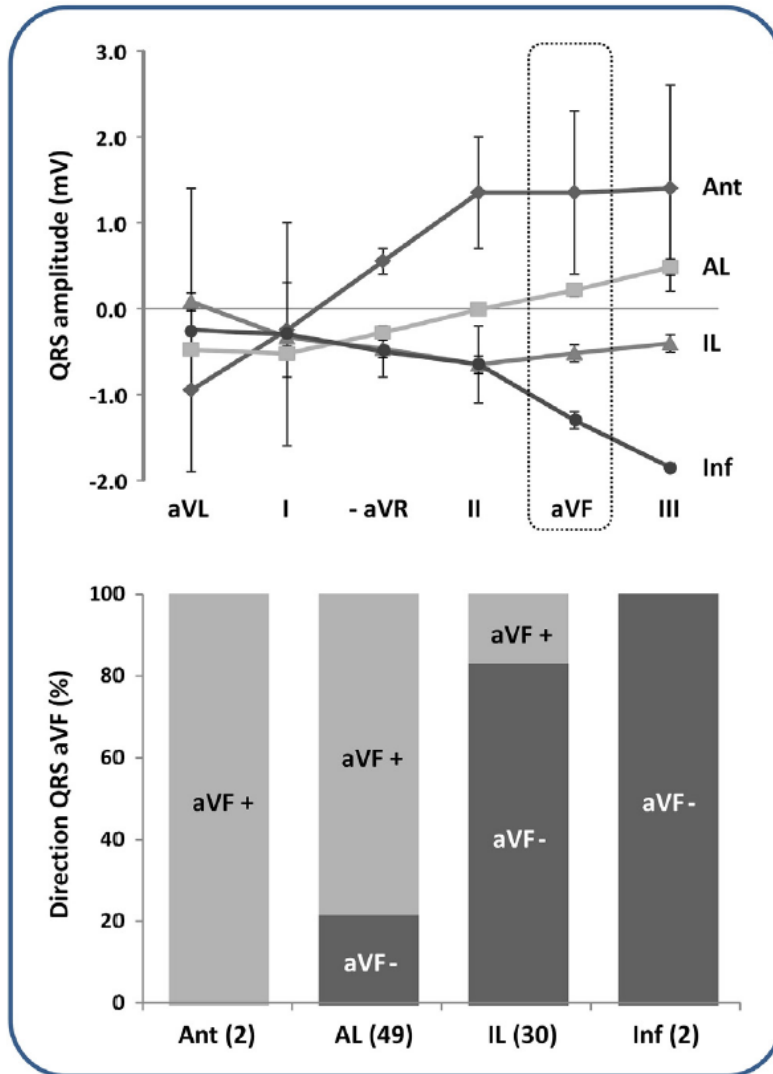 3.0
2.0
1.0
0.0
-1.0
-2.0
QRS amplitude (mV)
Ant
AL
IL
Inf
aVL I - aVR II aVF III
100
80
60
40
20
0
Direction QRS aVF (%)
aVF +
aVF +
aVF -
aVF +
aVF -
aVF -
Ant (2) AL (49) IL (30) Inf (2)